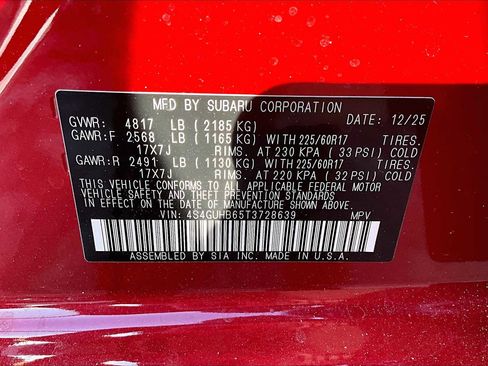 MFD BY SUBARU CORPORATION DATE: 12/25
GVWR: 4817 LB (2185 KG)
GAWR:F 2568 LB (1165 KG) WITH 225/60R17 TIRES.
17X7J RIMS. AT 230 KPA ( 33 PSI) COLD
GAWR:R 2491 LB (1130 KG) WITH 225/60R17 TIRES.
17X7J RIMS. AT 220 KPA ( 32 PSI) COLD
THIS VEHICLE CONFORMS TO ALL APPLICABLE FEDERAL MOTOR
VEHICLE SAFETY AND THEFT PREVENTION STANDARDS
IN EFFECT ON THE DATE OF MANUFACTURE SHOWN ABOVE.
VIN: 4S4GUHB65T3728639 MPV
ASSEMBLED BY SIA INC. MADE IN U.S.A.